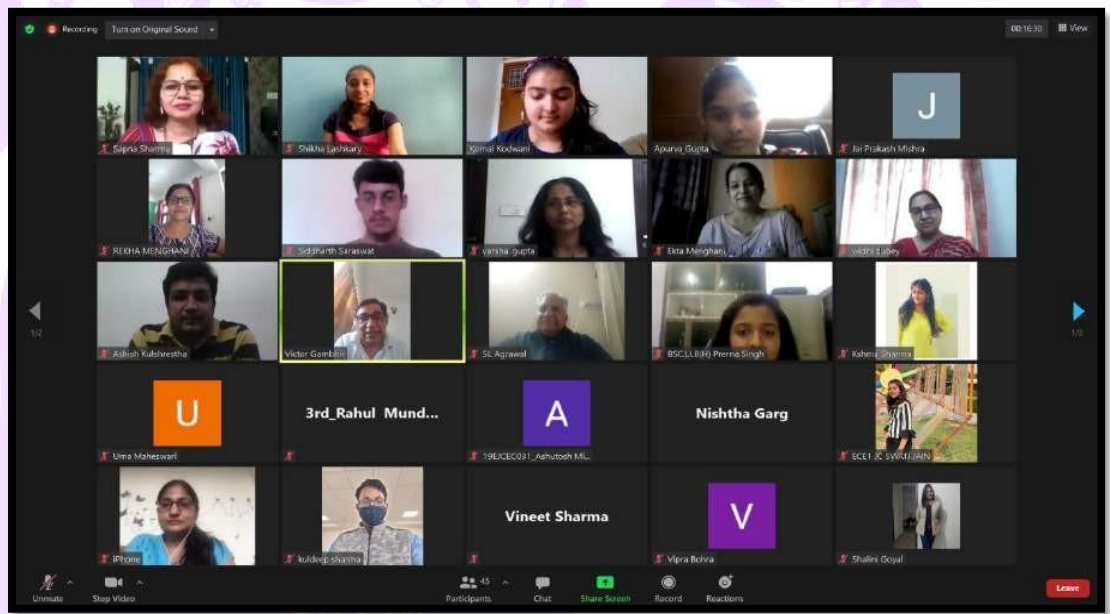 Recording Turn on Original Sound
00:16:30 View
Sapna Sharma
Shikha Lashkary
Komal Kodwani
Apurva Gupta
J
Jai Prakash Mishra
REKHA MENGHANI
Siddharth Saraswat
varsha gupta
Ekta Menghani
vidhi dubey
Ashish Kulshrestha
Victor Gambhir
SL Agrawal
BSC.LLB(H) Prerna Singh
Kshmu Sharma
1/2
1/2
U
Uma Maheswari
3rd_Rahul Mund...
A
19EJCEC031_Ashutosh Mi...
Nishtha Garg
ECE1 JC SWATI JAIN
iPhone
kuldeep sharma
Vineet Sharma
V
Vipra Bohra
Shalini Goyal
Unmute
Stop Video
45
Participants
Chat
Share Screen
Record
Reactions
Leave